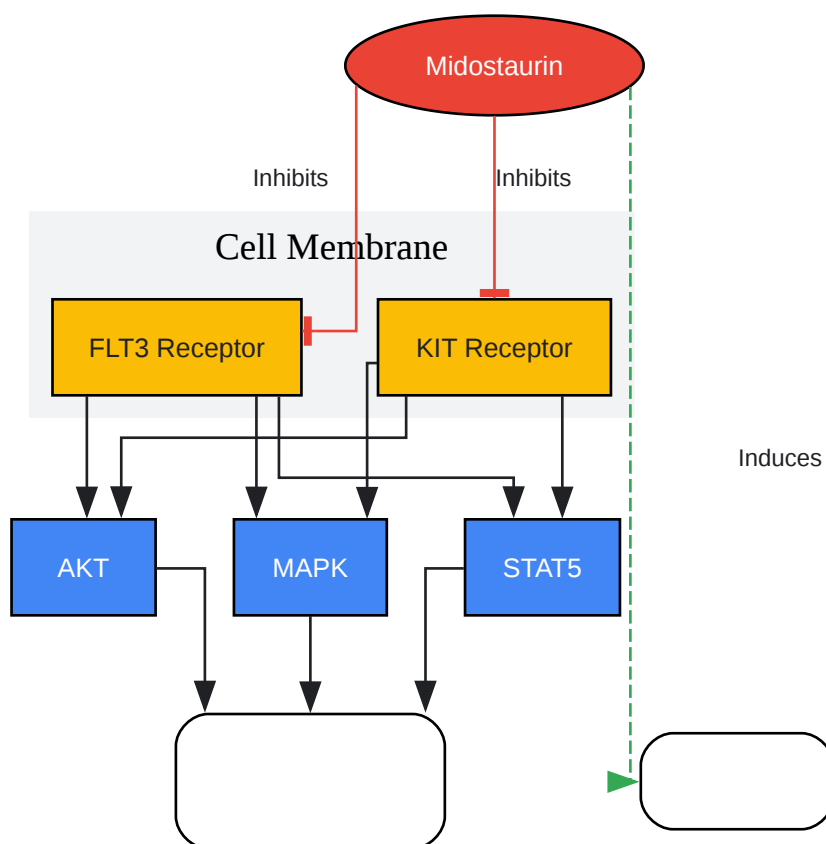 Midostaurin
Inhibits
Inhibits
Cell Membrane
FLT3 Receptor
KIT Receptor
Induces
AKT
MAPK
STAT5